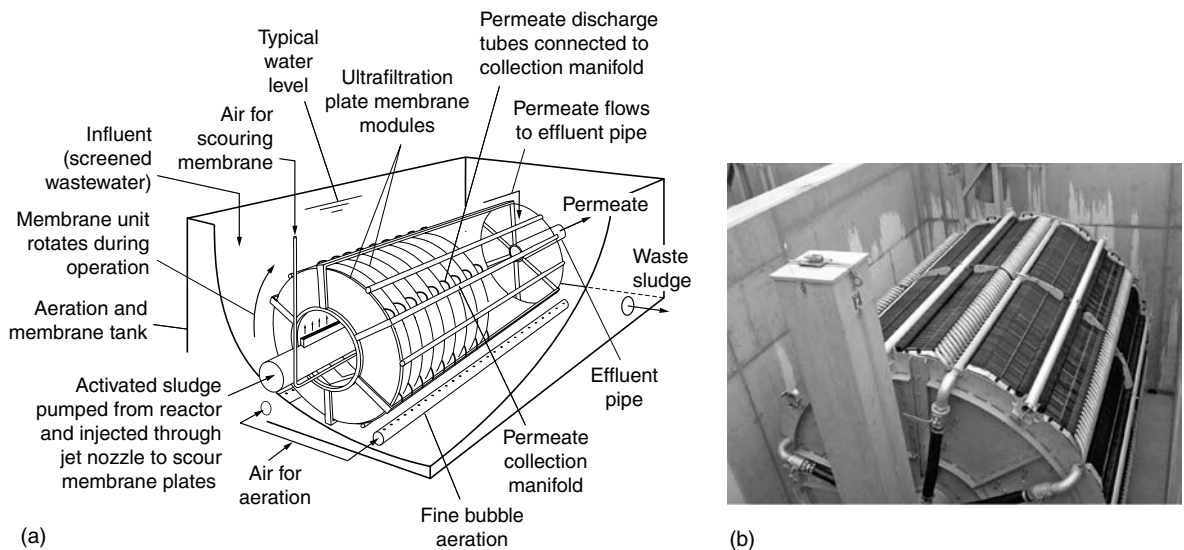 Typical
water
level
Air for
scouring
membrane
Influent
(screened
wastewater)
Membrane unit
rotates during
operation
Aeration and
membrane tank
Activated sludge
pumped from reactor
and injected through
jet nozzle to scour
membrane plates
Ultrafiltration
plate membrane
modules
Permeate discharge
tubes connected to
collection manifold
Permeate flows
to effluent pipe
Permeate
Waste
sludge
Effluent
pipe
Permeate
collection
manifold
Air for
aeration
Fine bubble
aeration
(a)
(b)